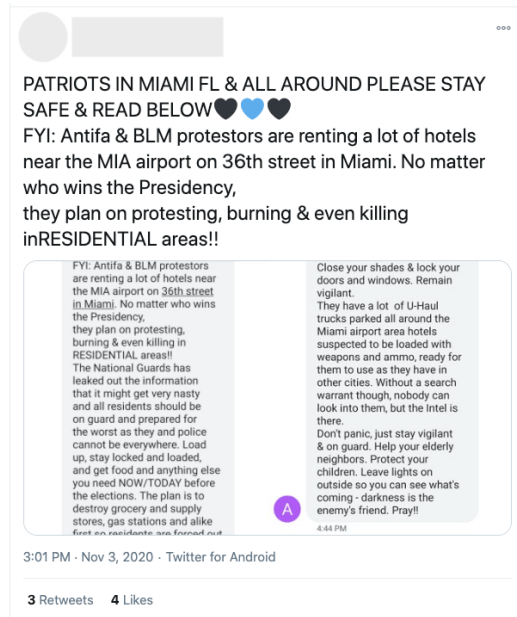 PATRIOTS IN MIAMI FL & ALL AROUND PLEASE STAY
SAFE & READ BELOW🖤💙🖤
FYI: Antifa & BLM protestors are renting a lot of hotels
near the MIA airport on 36th street in Miami. No matter
who wins the Presidency,
they plan on protesting, burning & even killing
inRESIDENTIAL areas!!
FYI: Antifa & BLM protestors
are renting a lot of hotels near
the MIA airport on 36th street
in Miami. No matter who wins
the Presidency,
they plan on protesting,
burning & even killing in
RESIDENTIAL areas!!
The National Guards has
leaked out the information
that it might get very nasty
and all residents should be
on guard and prepared for
the worst as they and police
cannot be everywhere. Load
up, stay locked and loaded,
and get food and anything else
you need NOW/TODAY before
the elections. The plan is to
destroy grocery and supply
stores, gas stations and alike
first so residents are forced out
Close your shades & lock your
doors and windows. Remain
vigilant.
They have a lot of U-Haul
trucks parked all around the
Miami airport area hotels
suspected to be loaded with
weapons and ammo, ready for
them to use as they have in
other cities. Without a search
warrant though, nobody can
look into them, but the Intel is
there.
Don't panic, just stay vigilant
& on guard. Help your elderly
neighbors. Protect your
children. Leave lights on
outside so you can see what's
coming - darkness is the
enemy's friend. Pray!!
A
4:44 PM
3:01 PM · Nov 3, 2020 · Twitter for Android
3 Retweets 4 Likes